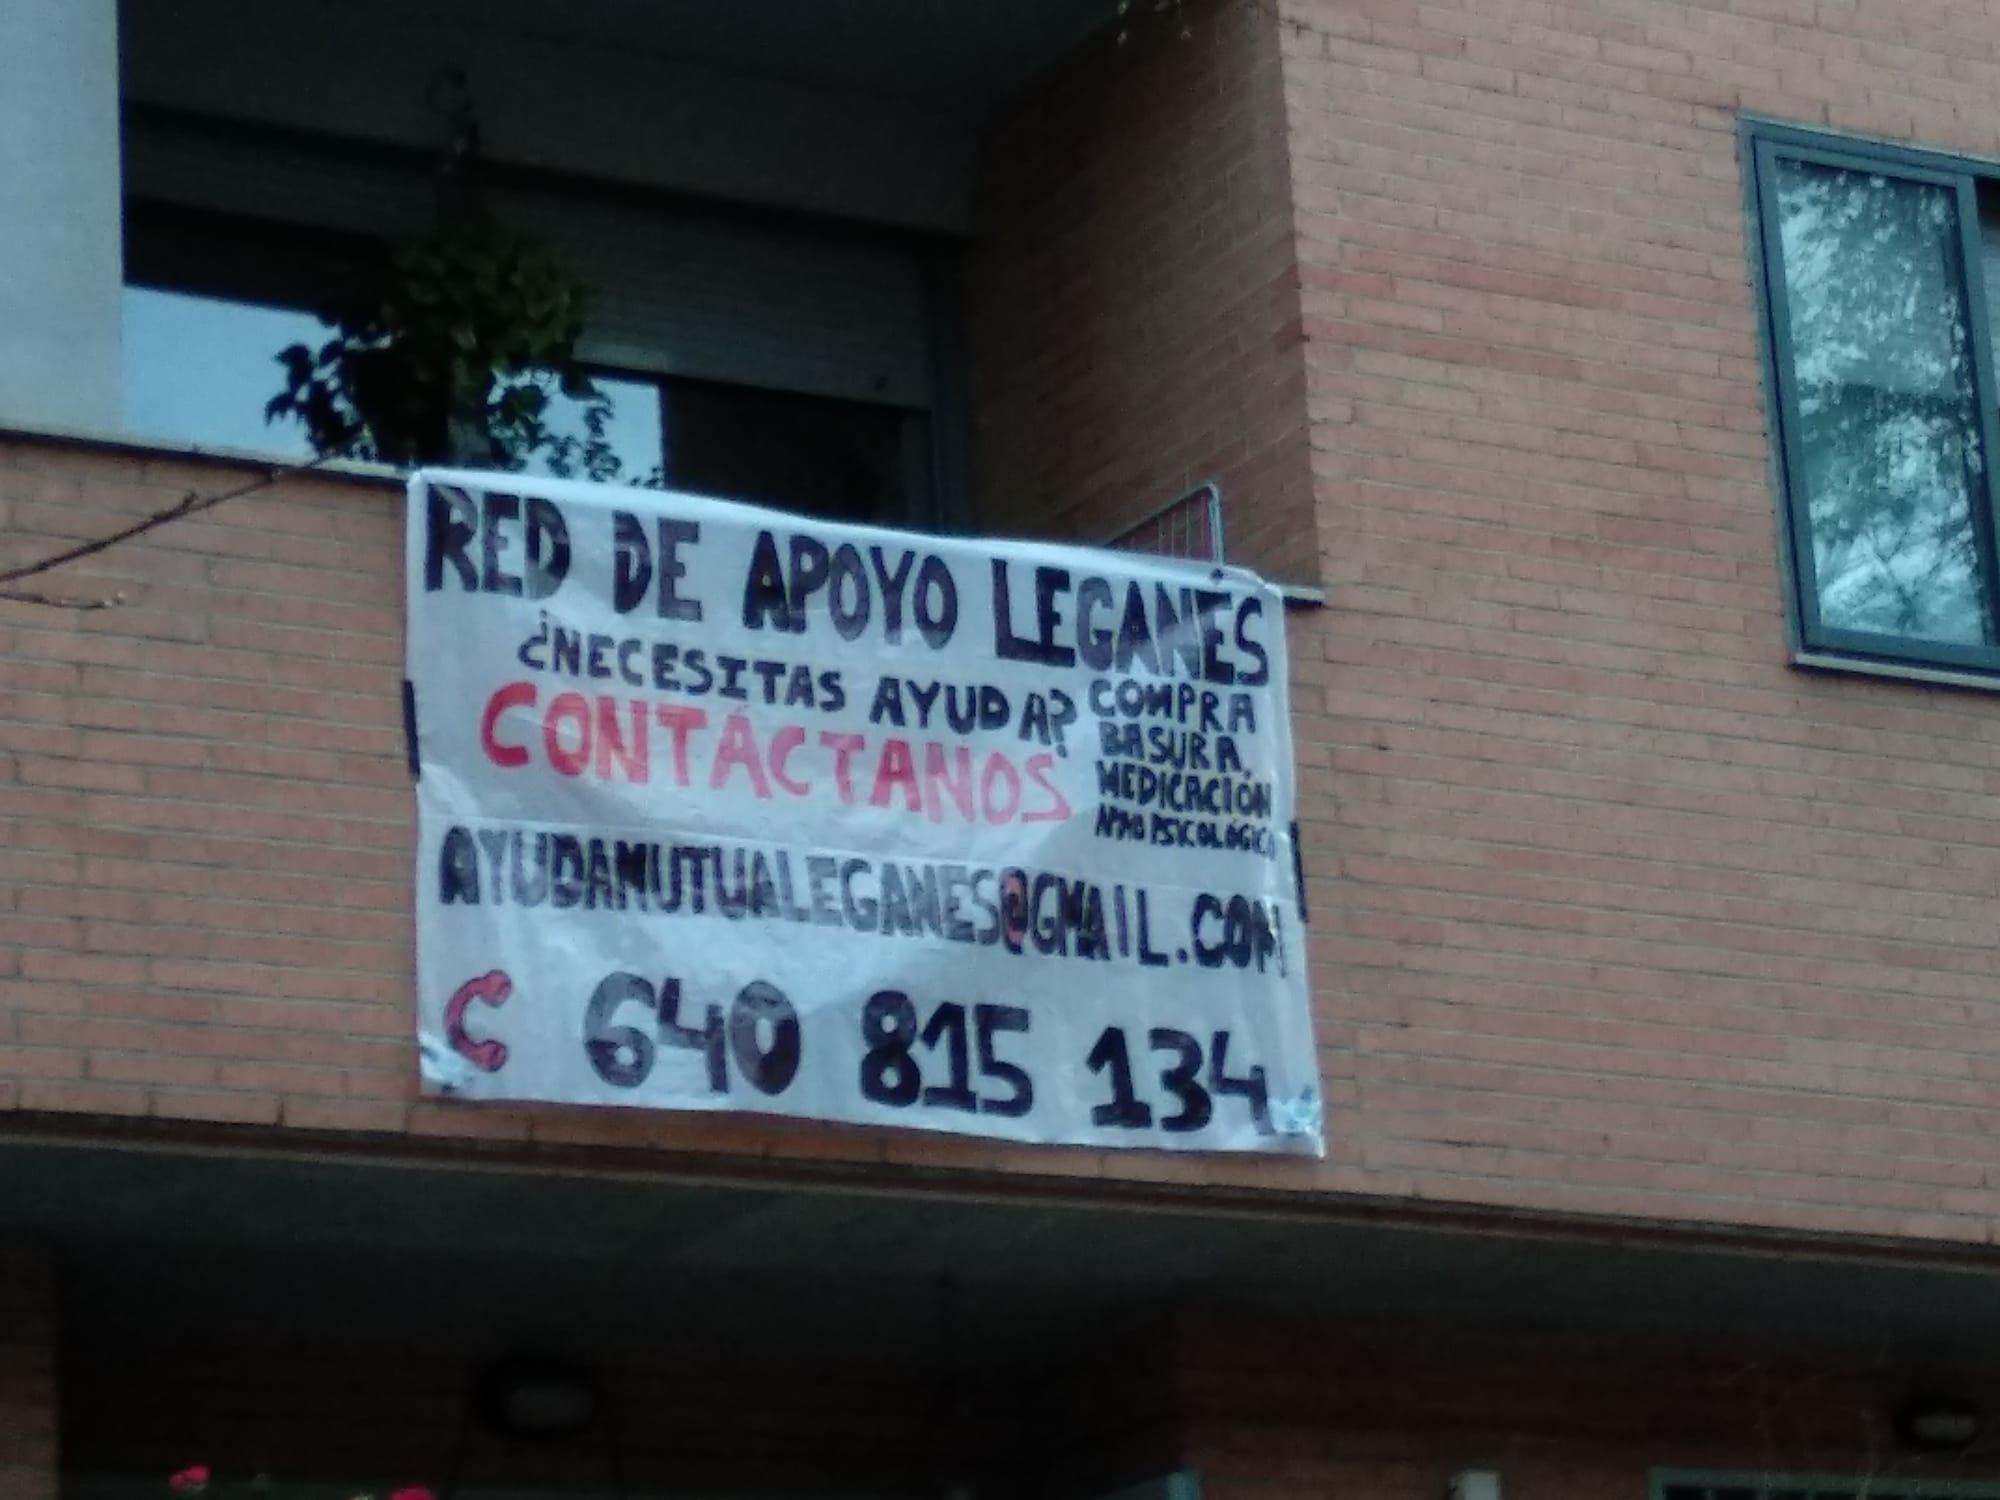 RED DE APOYO LEGANÉS
¿NECESITAS AYUDA?
CONTÁCTANOS
COMPRA
BASURA
MEDICACIÓN
APOYO PSICOLÓGICO
AYUDAMUTUALEGANES@GMAIL.COM
640 815 134